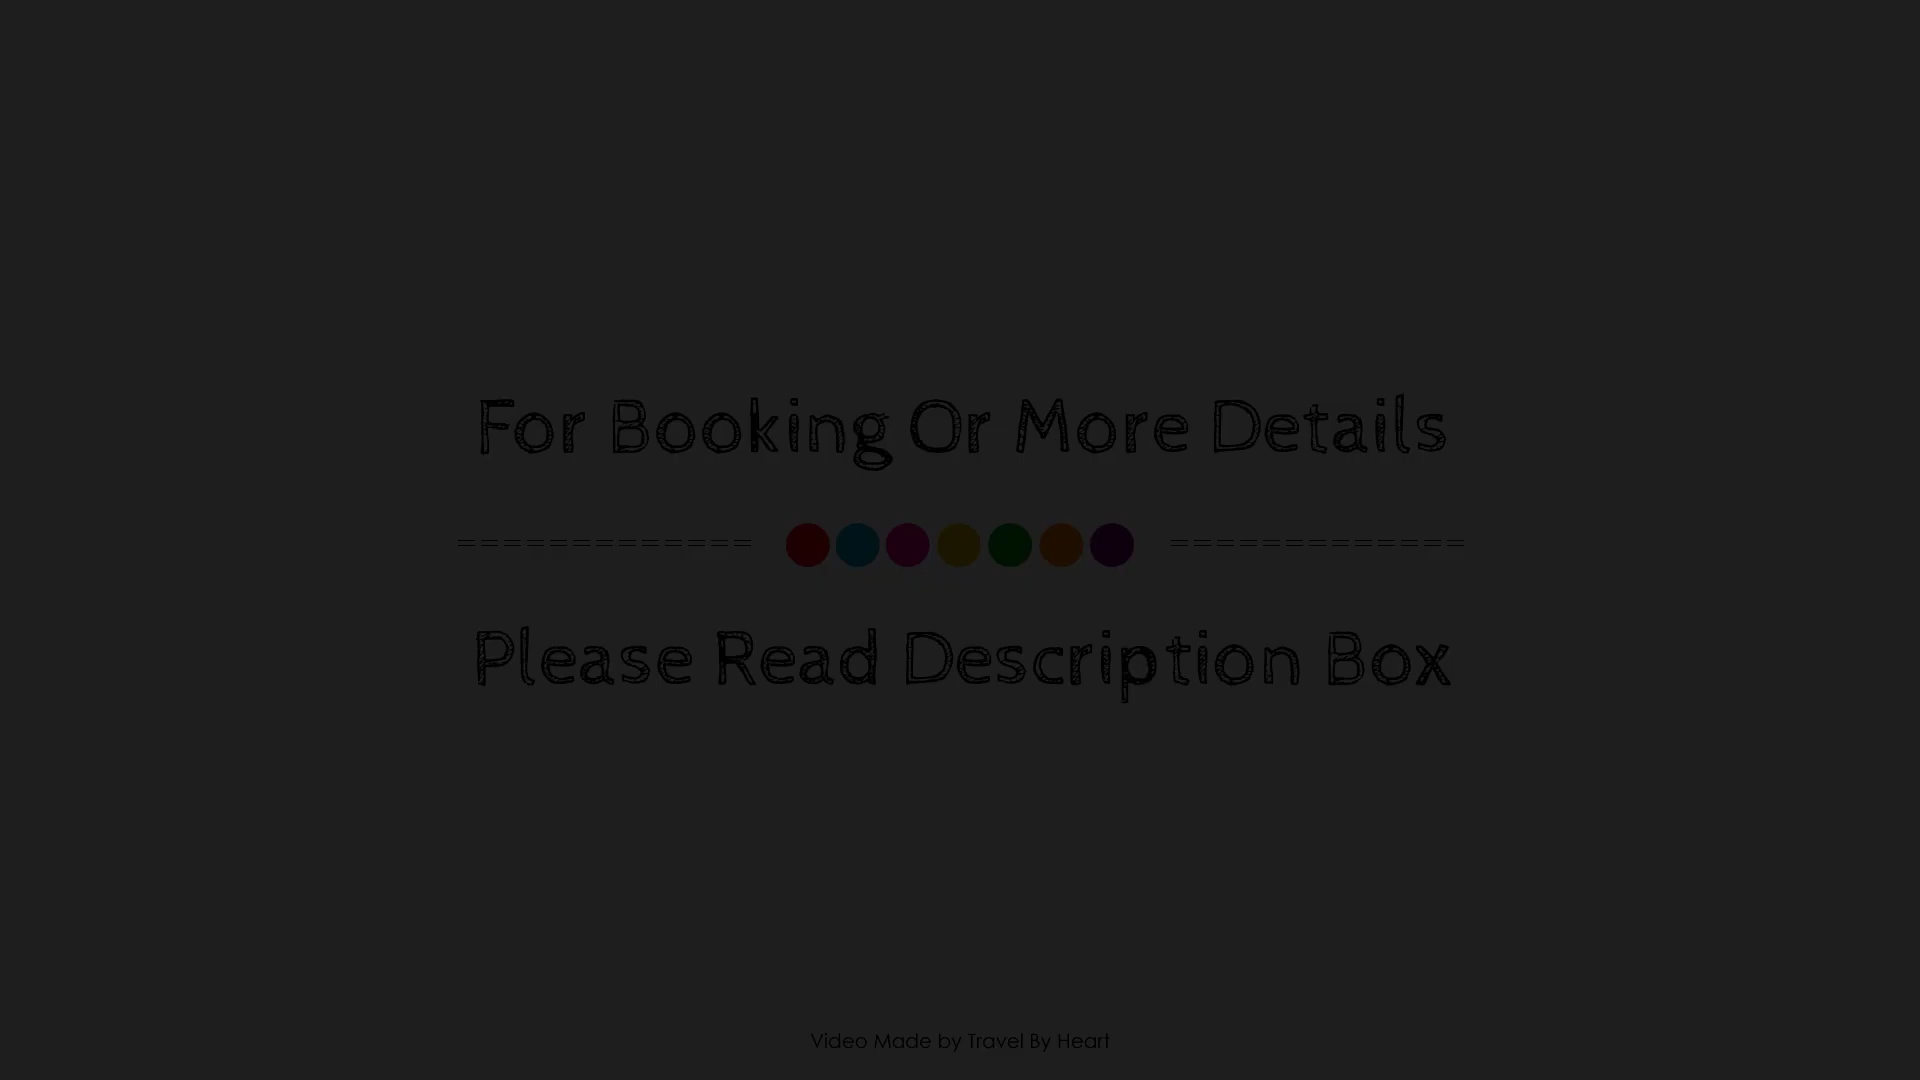 For Booking Or More Details
============= =============
Please Read Description Box
Video Made by Travel By Heart